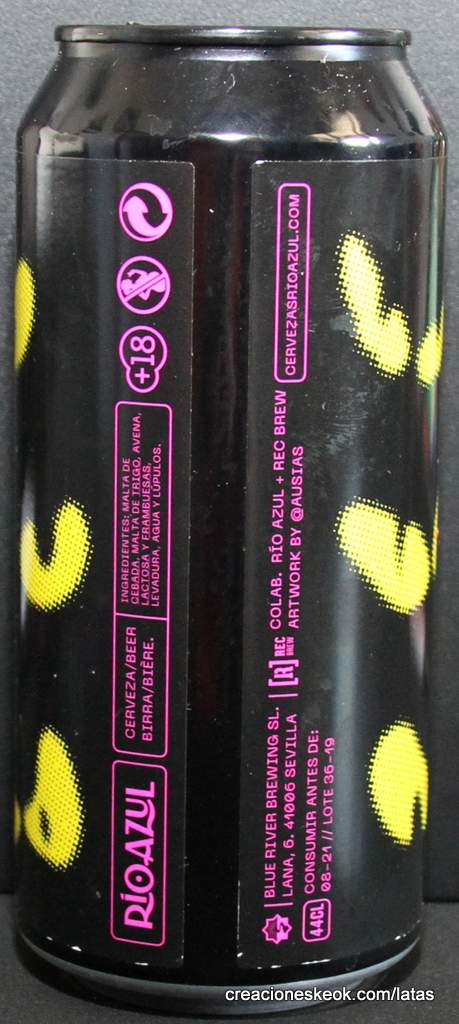 RÍO AZUL
CERVEZA/BEER
BIRRA/BIÈRE.
INGREDIENTES: MALTA DE
CEBADA, MALTA DE TRIGO, AVENA,
LACTOSA Y FRAMBUESAS,
LEVADURA, AGUA Y LÚPULOS.
+18
BLUE RIVER BREWING SL.
LANA, 6. 41006 SEVILLA
44CL
CONSUMIR ANTES DE:
08-21 // LOTE 36-19
[R] REC
BREW
COLAB. RÍO AZUL + REC BREW
ARTWORK BY @AUSIAS
CERVEZASRIOAZUL.COM
creacioneskeok.com/latas